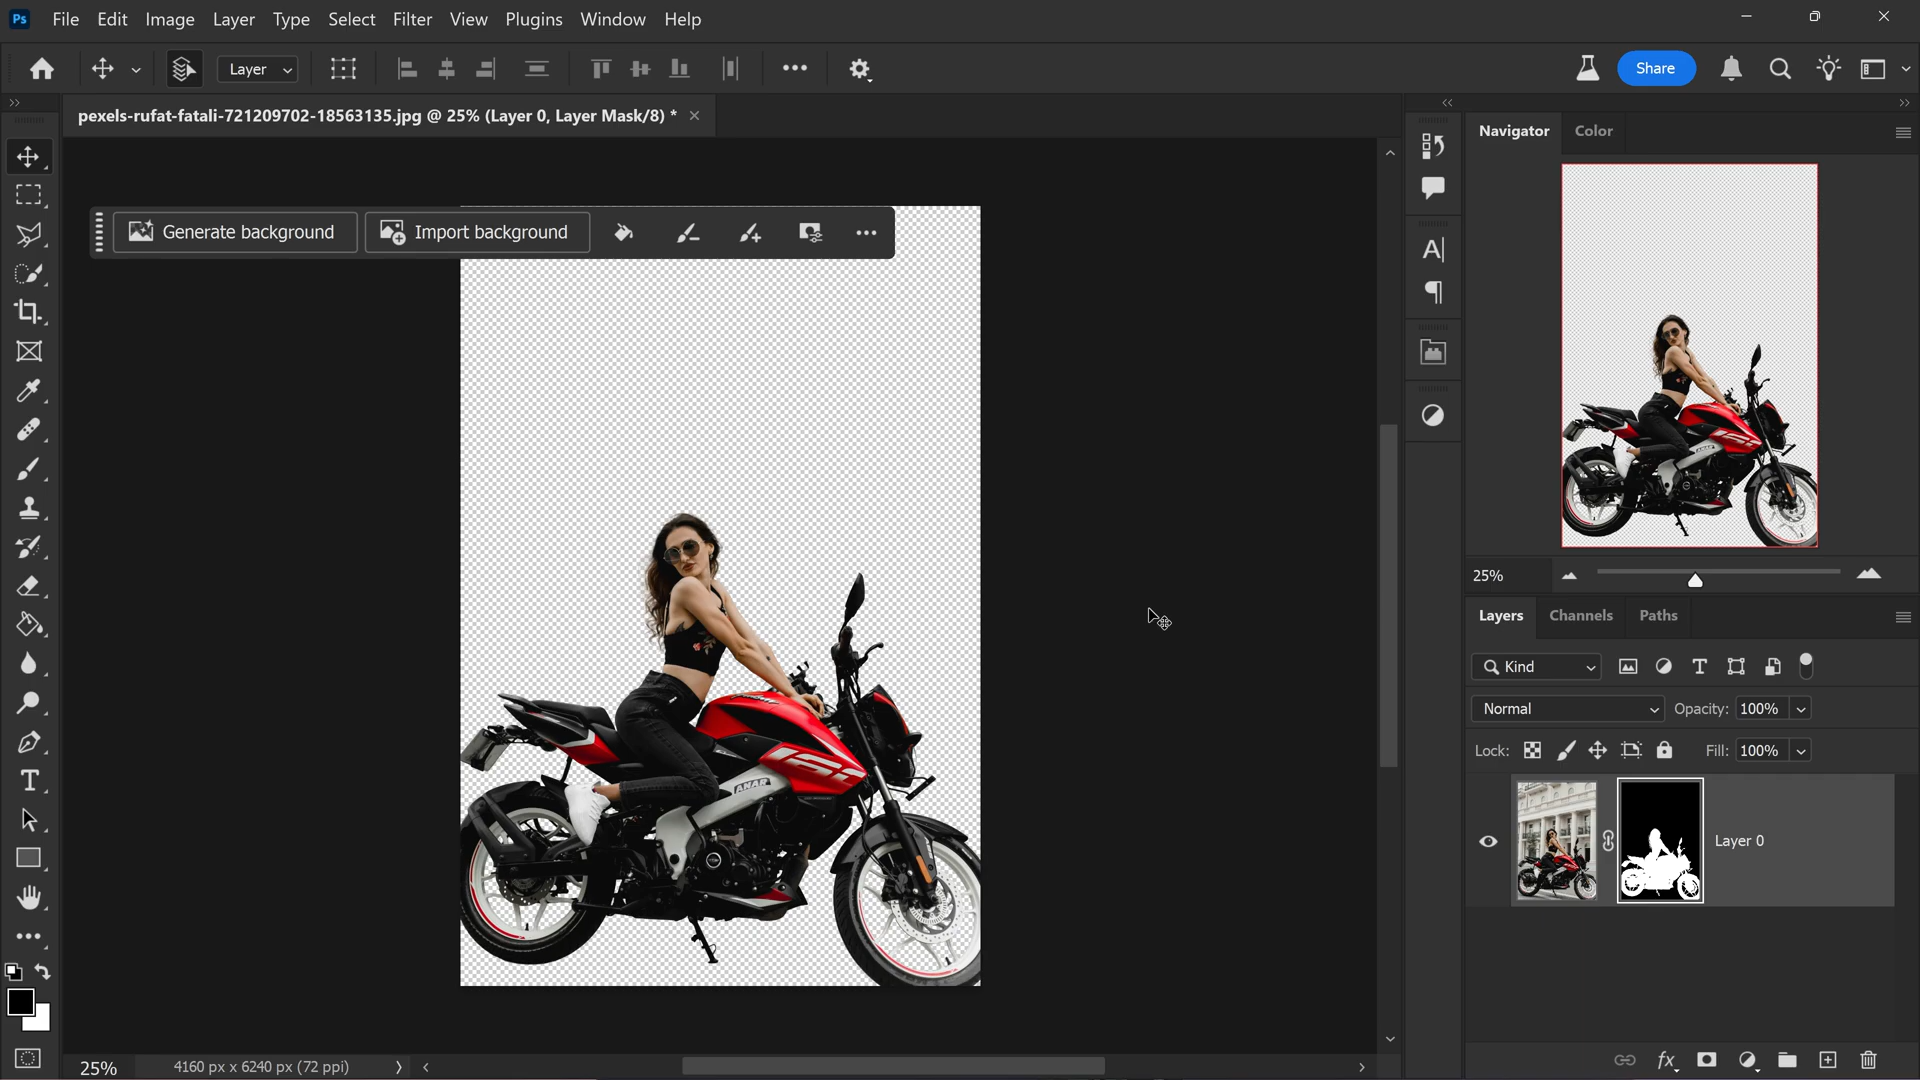 Ps File Edit Image Layer Type Select Filter View Plugins Window Help
Layer Share
pexels-rufat-fatali-721209702-18563135.jpg @ 25% (Layer 0, Layer Mask/8) *
Navigator Color
Generate background Import background
25%
Layers Channels Paths
Kind
Normal Opacity: 100%
Lock: Fill: 100%
ANAR
Layer 0
25% 4160 px x 6240 px (72 ppi)
fx